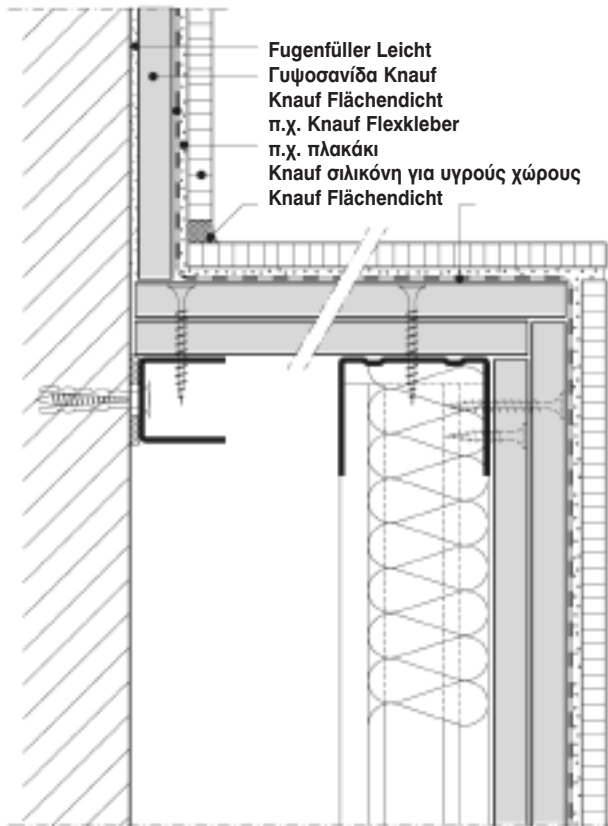 Fugenfüller Leicht
Γυψοσανίδα Knauf
Knauf Flächendicht
π.χ. Knauf Flexkleber
π.χ. πλακάκι
Knauf σιλικόνη για υγρούς χώρους
Knauf Flächendicht